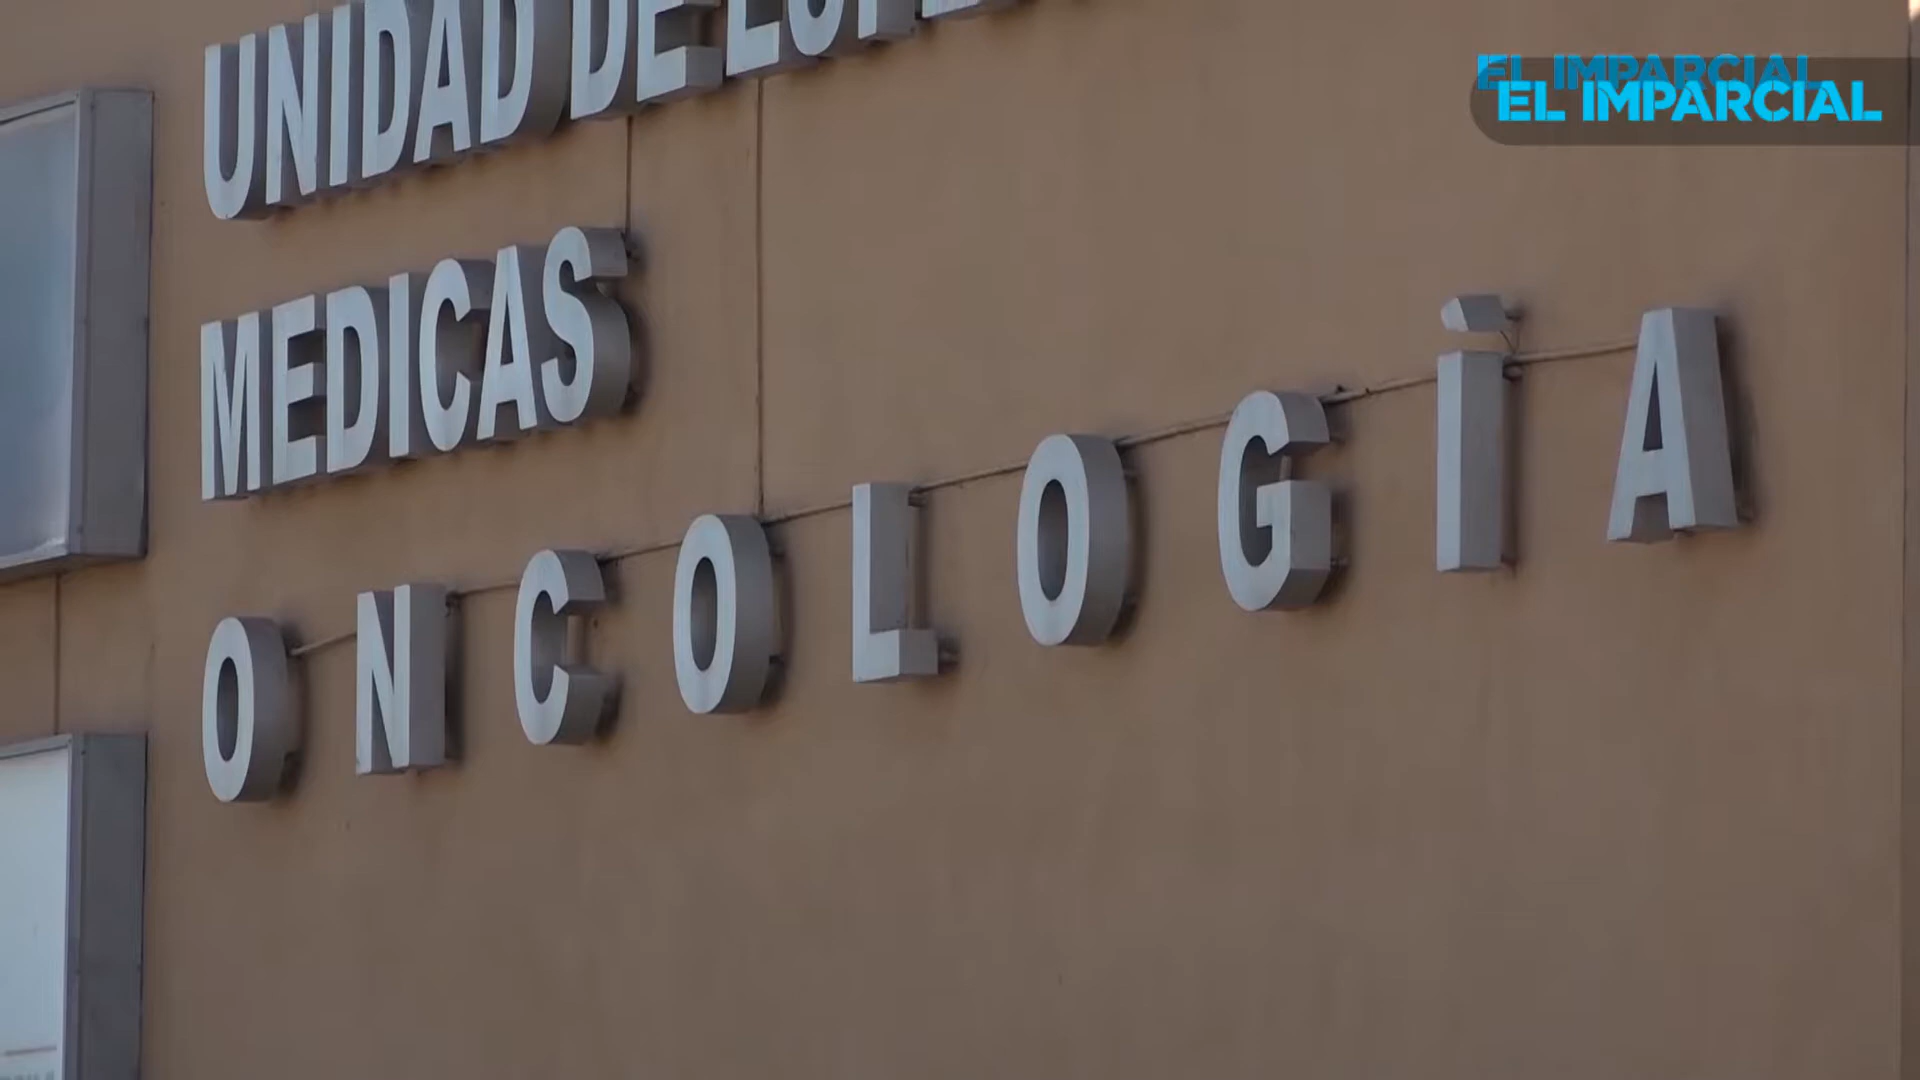 UNIDAD DE
MEDICAS
ONCOLOGÍA
EL IMPARCIAL
EL IMPARCIAL